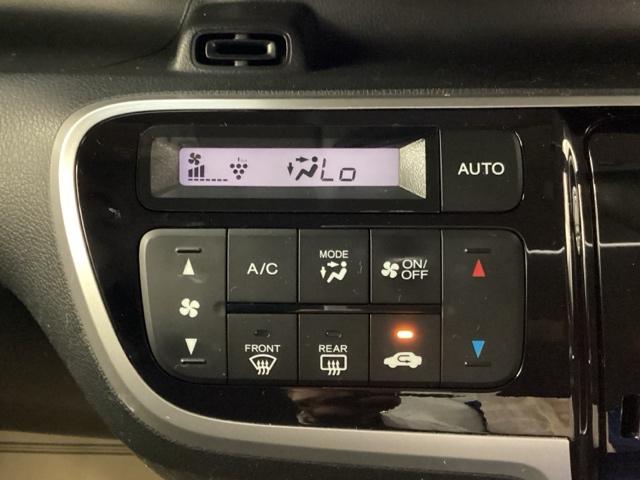 Lo
AUTO
A/C
MODE
ON/
OFF
FRONT
REAR